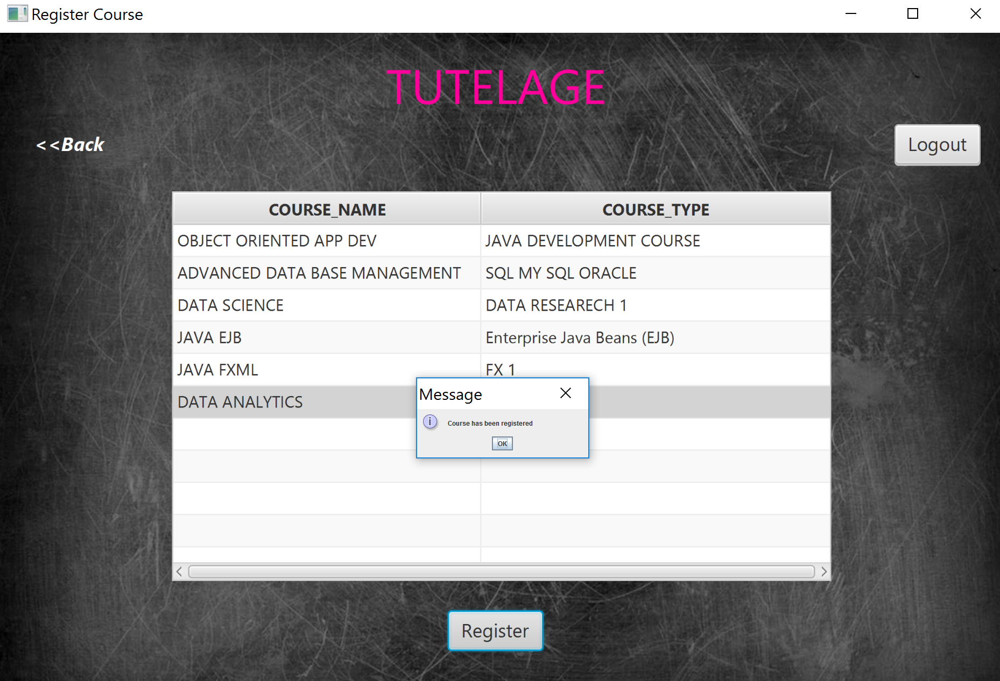 Register Course
TUTELAGE
<<Back
Logout
COURSE_NAME COURSE_TYPE
OBJECT ORIENTED APP DEV JAVA DEVELOPMENT COURSE
ADVANCED DATA BASE MANAGEMENT SQL MY SQL ORACLE
DATA SCIENCE DATA RESEARECH 1
JAVA EJB Enterprise Java Beans (EJB)
JAVA FXML FX 1
DATA ANALYTICS
Message
Course has been registered
OK
Register